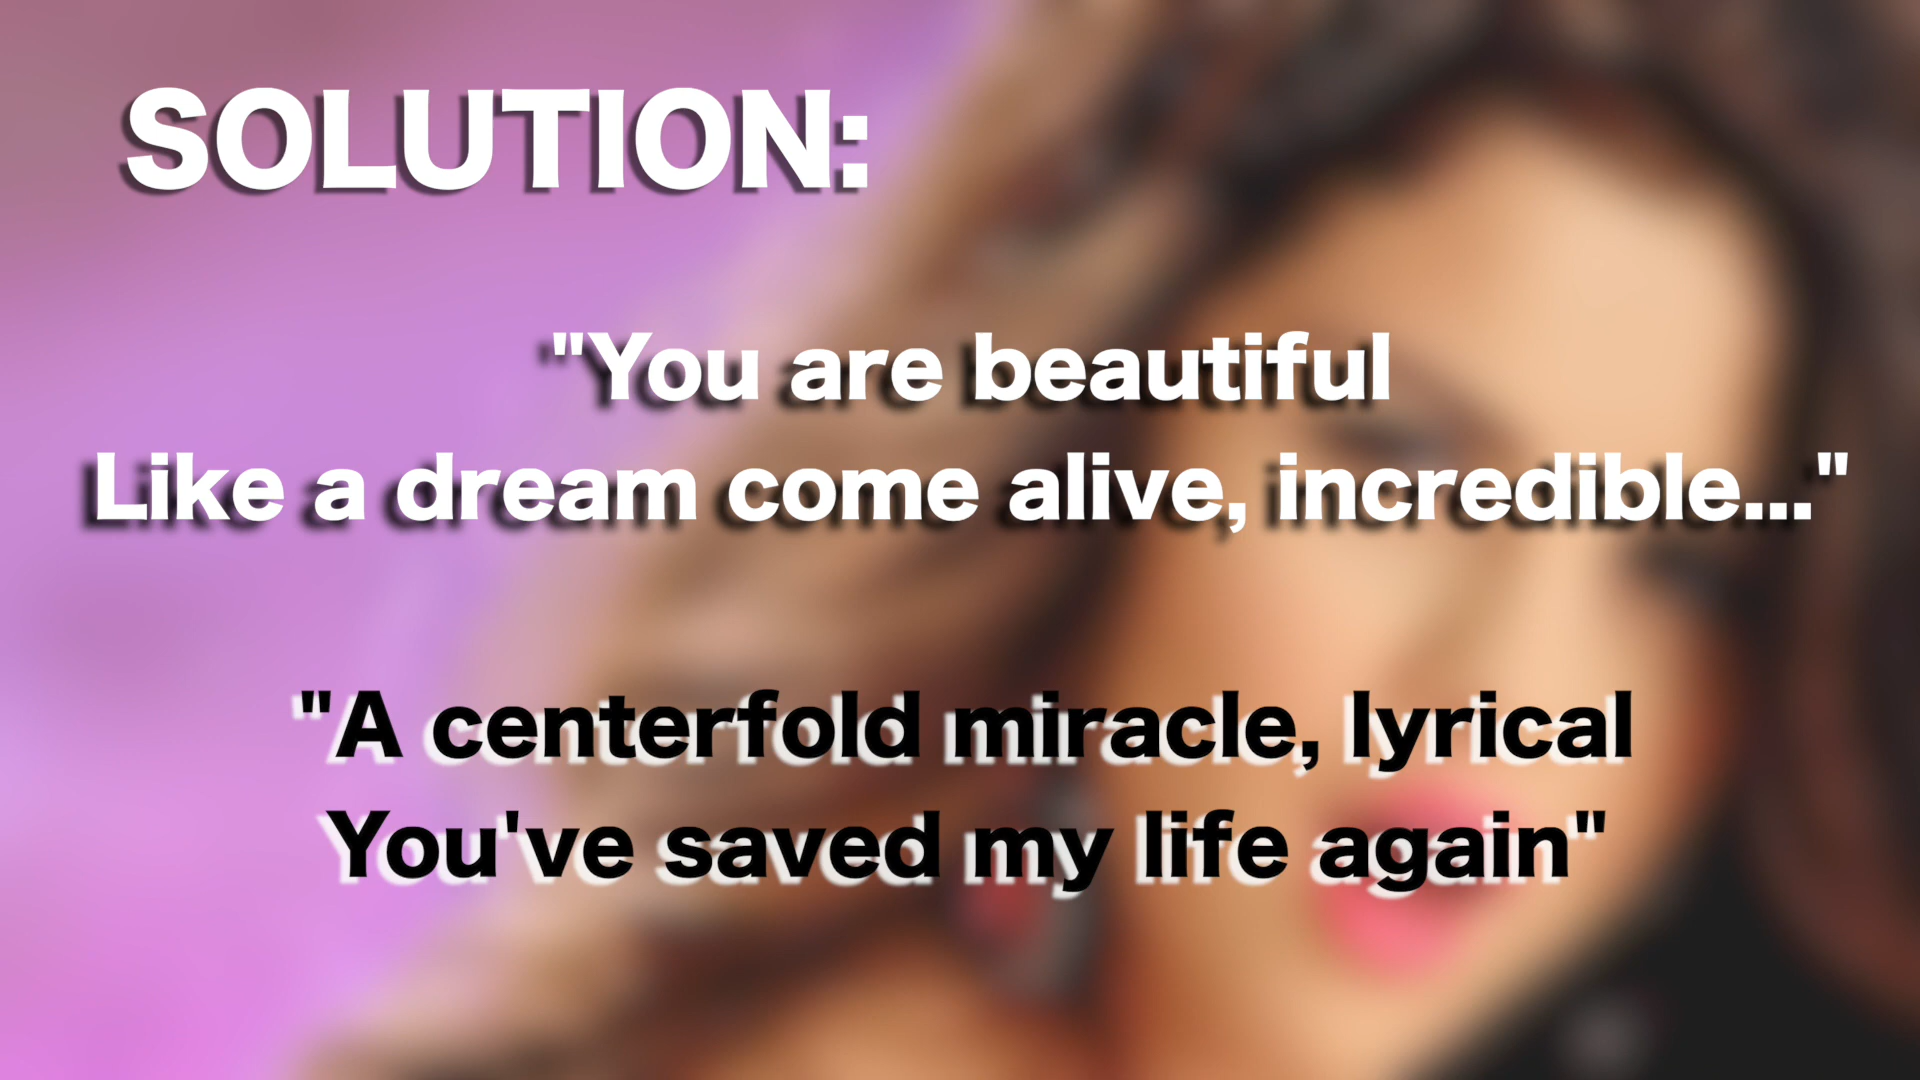 SOLUTION:
"You are beautiful
Like a dream come alive, incredible..."
"A centerfold miracle, lyrical
You've saved my life again"